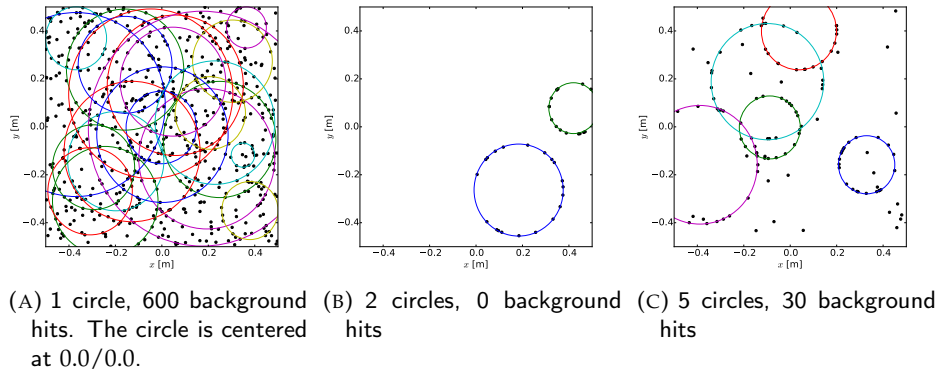 0.4
0.2
0.0
−0.2
−0.4
y [m]
−0.4 −0.2 0.0 0.2 0.4
x [m]
0.4
0.2
0.0
−0.2
−0.4
y [m]
−0.4 −0.2 0.0 0.2 0.4
x [m]
0.4
0.2
0.0
−0.2
−0.4
y [m]
−0.4 −0.2 0.0 0.2 0.4
x [m]
(A) 1 circle, 600 background
hits. The circle is centered
at 0.0/0.0.
(B) 2 circles, 0 background
hits
(C) 5 circles, 30 background
hits